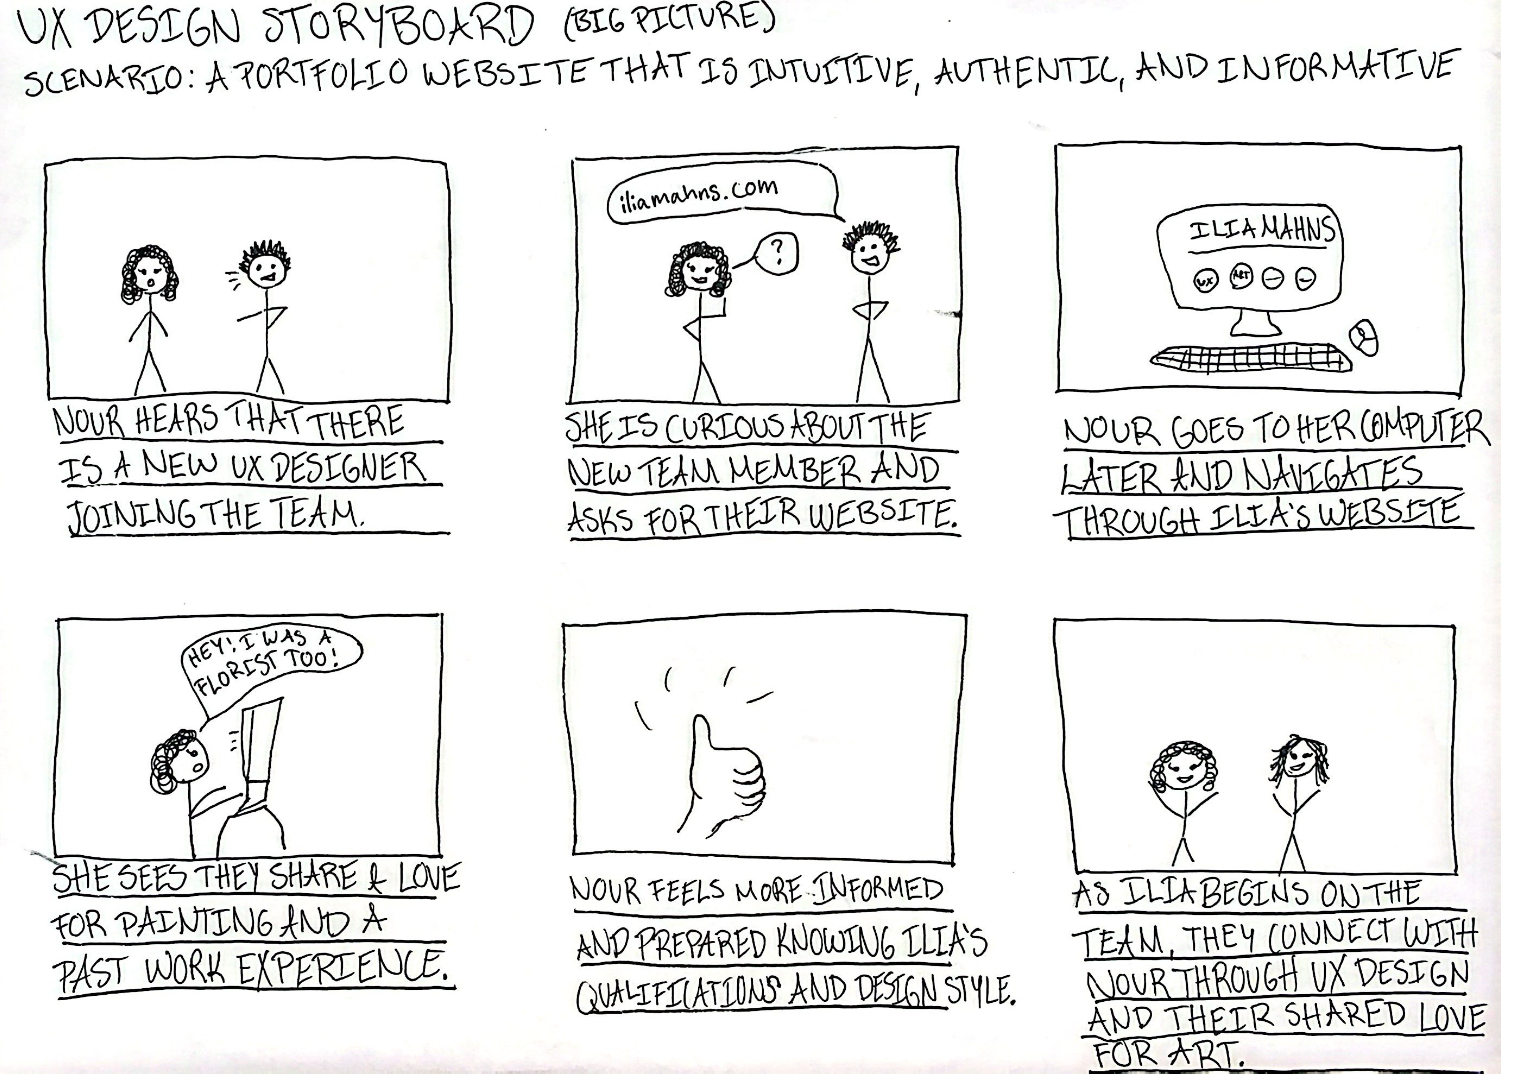 UX DESIGN STORYBOARD (BIG PICTURE)
SCENARIO: A PORTFOLIO WEBSITE THAT IS INTUITIVE, AUTHENTIC, AND INFORMATIVE
NOUR HEARS THAT THERE
IS A NEW UX DESIGNER
JOINING THE TEAM.
iliamahns.com
?
SHE IS CURIOUS ABOUT THE
NEW TEAM MEMBER AND
ASKS FOR THEIR WEBSITE.
ILIA MAHNS
UX ART
NOUR GOES TO HER COMPUTER
LATER AND NAVIGATES
THROUGH ILIA'S WEBSITE
HEY! I WAS A
FLORIST TOO!
SHE SEES THEY SHARE A LOVE
FOR PAINTING AND A
PAST WORK EXPERIENCE.
NOUR FEELS MORE INFORMED
AND PREPARED KNOWING ILIA'S
QUALIFICATIONS AND DESIGN STYLE.
AS ILIA BEGINS ON THE
TEAM, THEY CONNECT WITH
NOUR THROUGH UX DESIGN
AND THEIR SHARED LOVE
FOR ART.